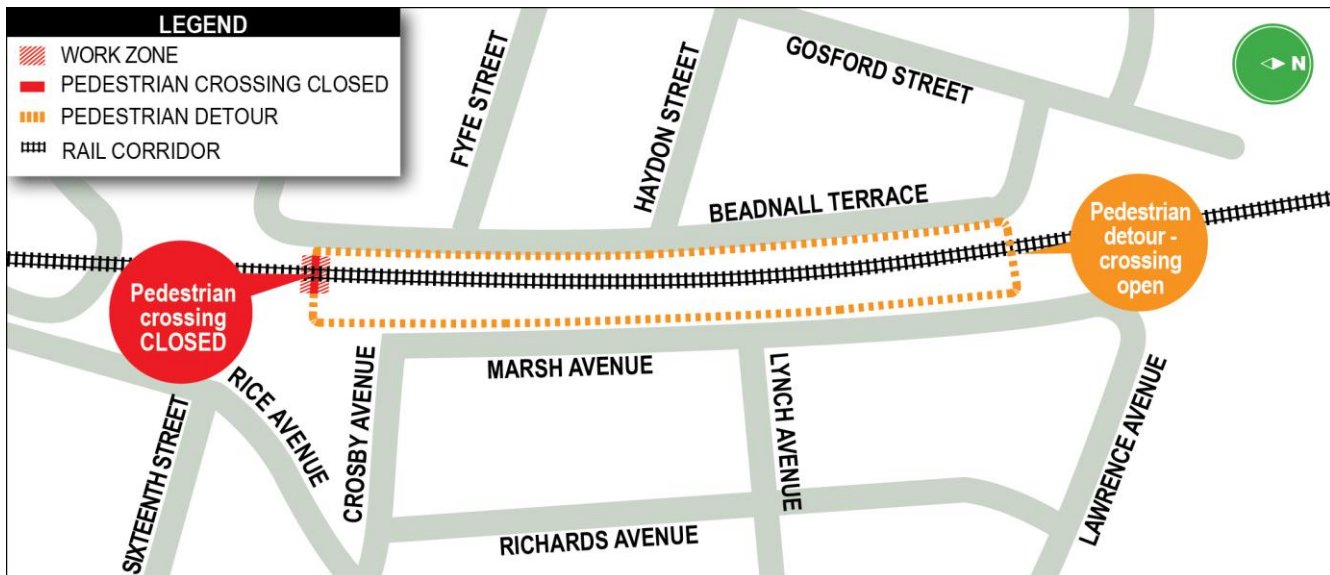 LEGEND
WORK ZONE
PEDESTRIAN CROSSING CLOSED
PEDESTRIAN DETOUR
RAIL CORRIDOR
FYFE STREET
HAYDON STREET
GOSFORD STREET
N
BEADNALL TERRACE
Pedestrian
detour -
crossing
open
Pedestrian
crossing
CLOSED
SIXTEENTH STREET
RICE AVENUE
CROSBY AVENUE
MARSH AVENUE
LYNCH AVENUE
LAWRENCE AVENUE
RICHARDS AVENUE